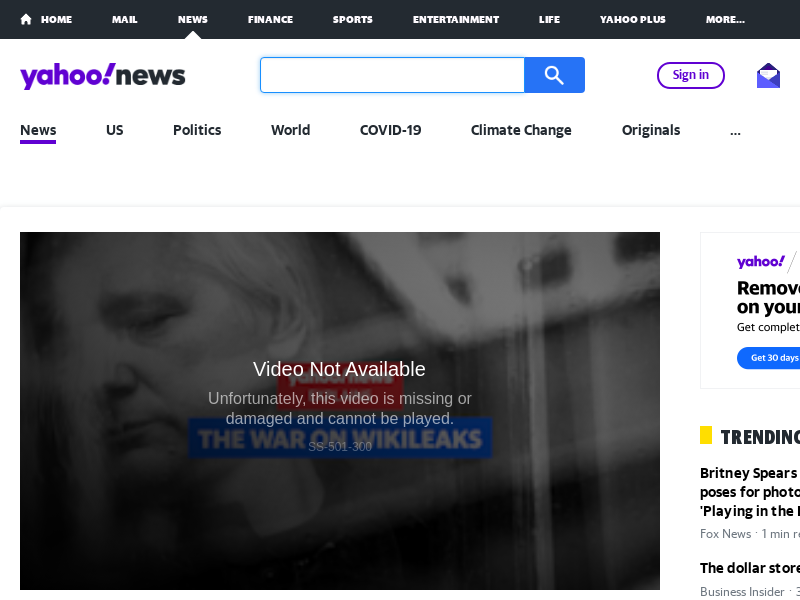 HOME MAIL NEWS FINANCE SPORTS ENTERTAINMENT LIFE YAHOO PLUS MORE...
yahoo!news
Sign in
News US Politics World COVID-19 Climate Change Originals ...
Video Not Available
Unfortunately, this video is missing or
damaged and cannot be played.
THE WAR ON WIKILEAKS
SS-501-300
yahoo!/
Remove
on your
Get complet
Get 30 days
TRENDING
Britney Spears
poses for photo
'Playing in the
Fox News · 1 min re
The dollar store
Business Insider · 3